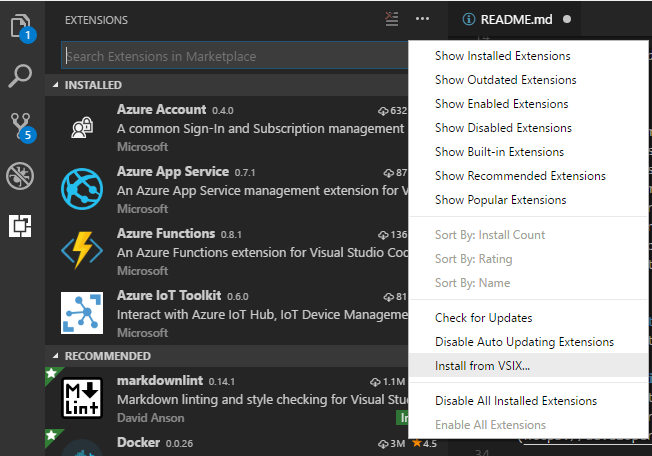 EXTENSIONS
README.md
1
Search Extensions in Marketplace
INSTALLED
Azure Account 0.4.0 632
A common Sign-In and Subscription management
Microsoft
5
Azure App Service 0.7.1 87
An Azure App Service management extension for V
Microsoft
Azure Functions 0.8.1 136
An Azure Functions extension for Visual Studio Coo
Microsoft
Azure IoT Toolkit 0.6.0 81
Interact with Azure IoT Hub, IoT Device Manageme
Microsoft
RECOMMENDED
markdownlint 0.14.1 1.1M
Markdown linting and style checking for Visual Stud
David Anson In
Docker 0.0.26 3M 4.5
M
Lint
Show Installed Extensions
Show Outdated Extensions
Show Enabled Extensions
Show Disabled Extensions
Show Built-in Extensions
Show Recommended Extensions
Show Popular Extensions
Sort By: Install Count
Sort By: Rating
Sort By: Name
Check for Updates
Disable Auto Updating Extensions
Install from VSIX...
Disable All Installed Extensions
Enable All Extensions
34